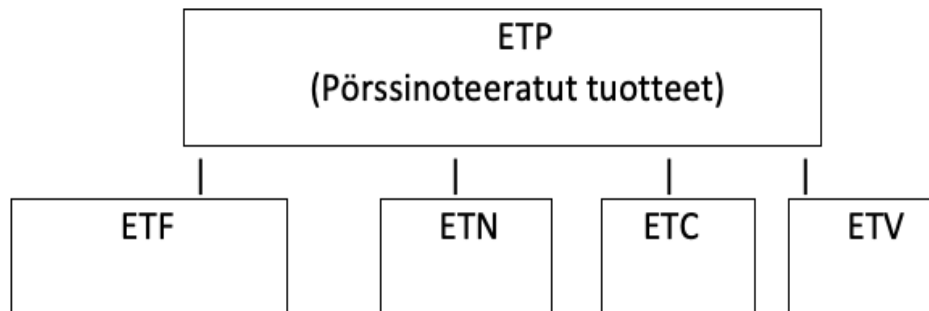 ETP
(Pörssinoteeratut tuotteet)
ETF
ETN
ETC
ETV